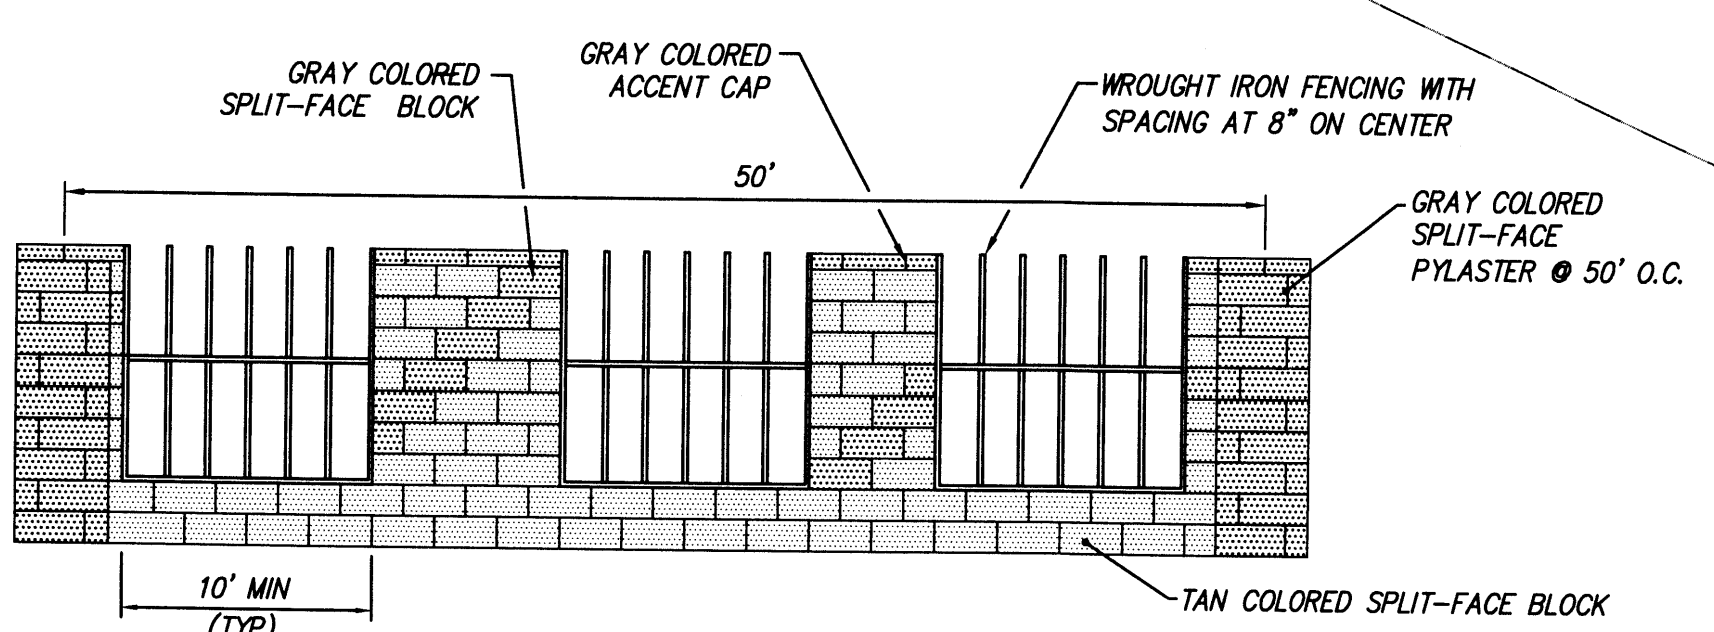 GRAY COLORED
SPLIT-FACE BLOCK
GRAY COLORED
ACCENT CAP
WROUGHT IRON FENCING WITH
SPACING AT 8" ON CENTER
50'
GRAY COLORED
SPLIT-FACE
PYLASTER @ 50' O.C.
10' MIN
(TYP)
TAN COLORED SPLIT-FACE BLOCK